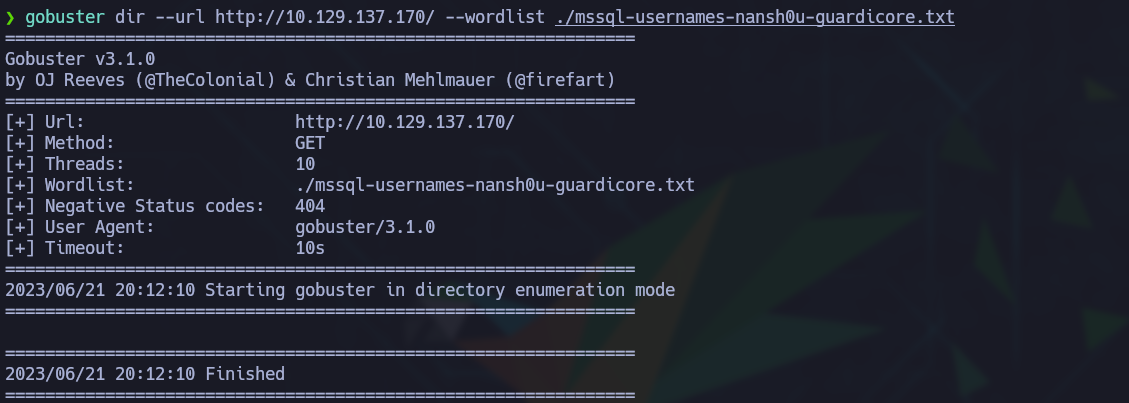 ❯ gobuster dir --url http://10.129.137.170/ --wordlist ./mssql-usernames-nansh0u-guardicore.txt
===============================================================
Gobuster v3.1.0
by OJ Reeves (@TheColonial) & Christian Mehlmauer (@firefart)
===============================================================
[+] Url:                     http://10.129.137.170/
[+] Method:                  GET
[+] Threads:                 10
[+] Wordlist:                ./mssql-usernames-nansh0u-guardicore.txt
[+] Negative Status codes:   404
[+] User Agent:              gobuster/3.1.0
[+] Timeout:                 10s
===============================================================
2023/06/21 20:12:10 Starting gobuster in directory enumeration mode
===============================================================
===============================================================
2023/06/21 20:12:10 Finished
===============================================================